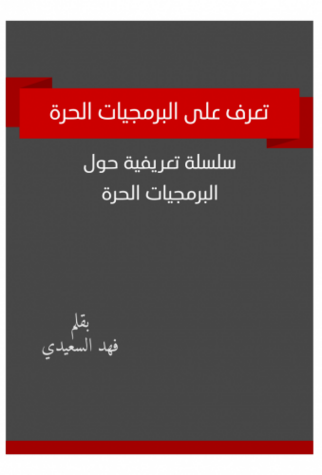 تعرف على البرمجيات الحرة
سلسلة تعريفية حول
البرمجيات الحرة
بقلم
فهد السعيدي